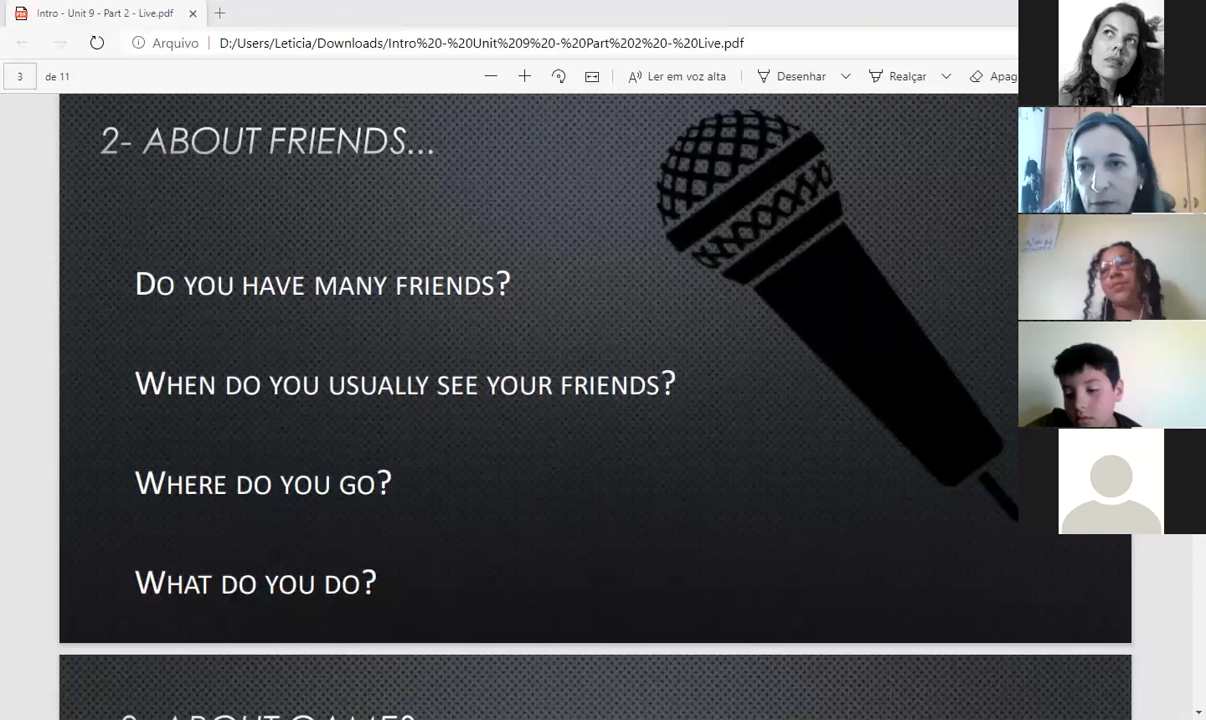 Intro - Unit 9 - Part 2 - Live.pdf
Arquivo D:/Users/Leticia/Downloads/Intro%20-%20Unit%209%20-%20Part%202%20-%20Live.pdf
3 de 11 Ler em voz alta Desenhar Realçar Apag
2- ABOUT FRIENDS...
DO YOU HAVE MANY FRIENDS?
WHEN DO YOU USUALLY SEE YOUR FRIENDS?
WHERE DO YOU GO?
WHAT DO YOU DO?
ABOUT GAMES